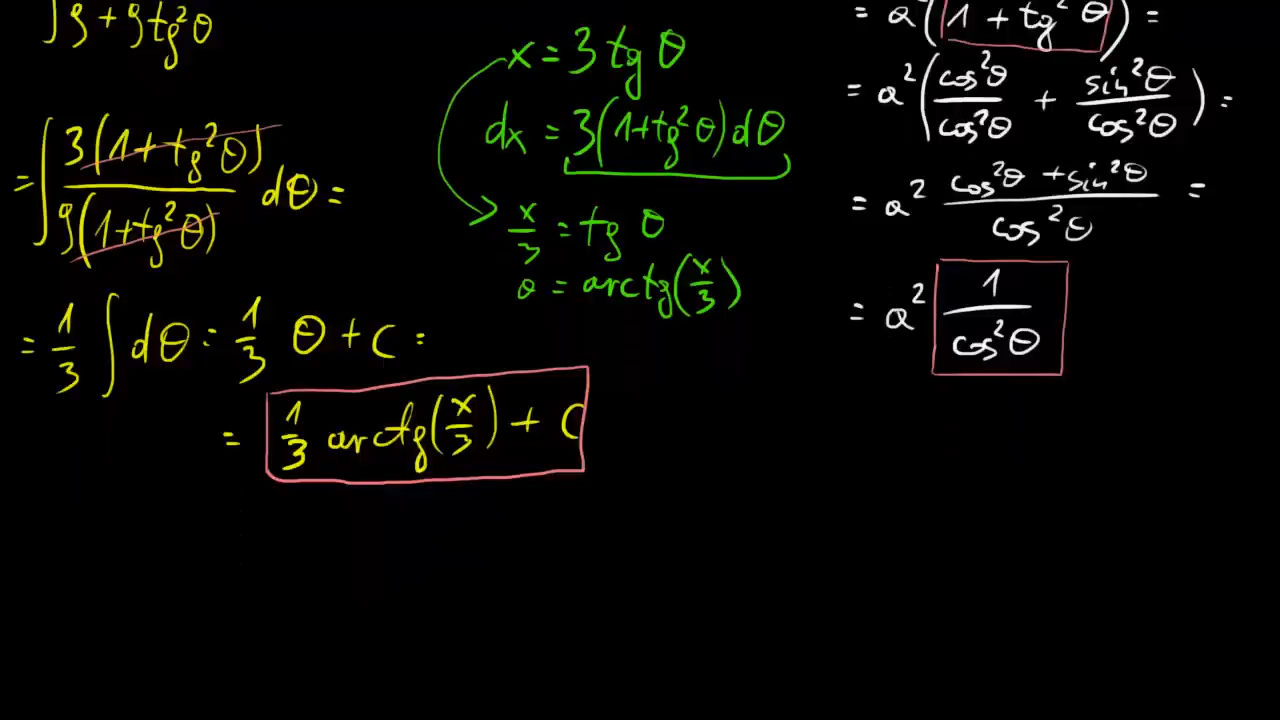 ∫ 9 + 9 tg²θ
= ∫ 3(1 + tg²θ) / 9(1 + tg²θ) dθ =
= 1/3 ∫ dθ = 1/3 θ + C =
= 1/3 arctg(x/3) + C
x = 3 tg θ
dx = 3(1 + tg²θ) dθ
x/3 = tg θ
θ = arctg(x/3)
= a²(1 + tg²θ) =
= a²(cos²θ/cos²θ + sin²θ/cos²θ) =
= a² (cos²θ + sin²θ)/cos²θ =
= a² 1/cos²θ